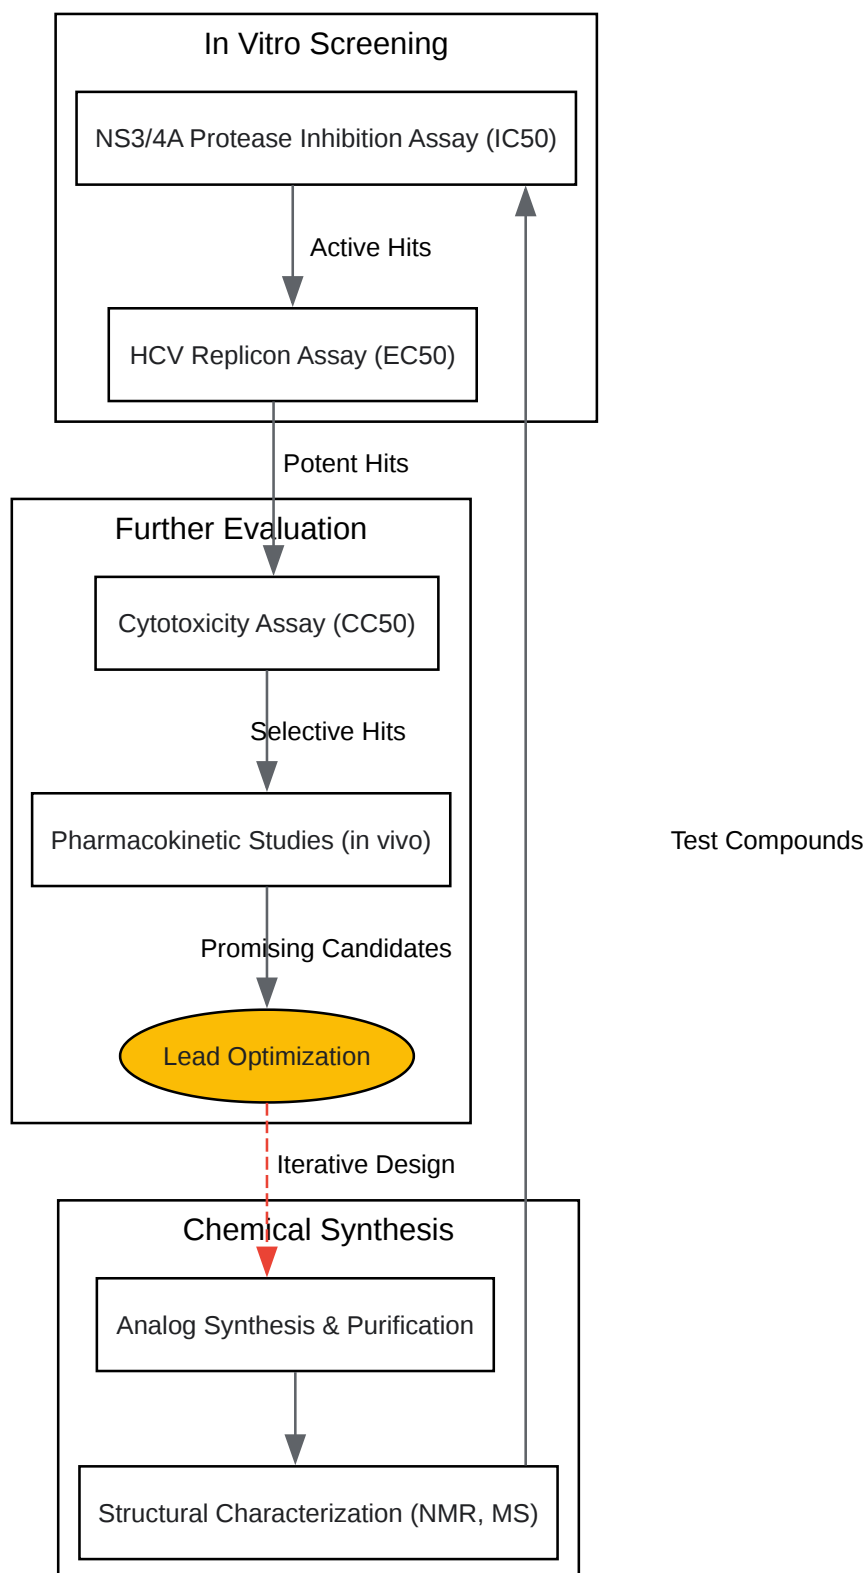 In Vitro Screening
NS3/4A Protease Inhibition Assay (IC50)
Active Hits
HCV Replicon Assay (EC50)
Potent Hits
Further Evaluation
Cytotoxicity Assay (CC50)
Selective Hits
Pharmacokinetic Studies (in vivo)
Test Compounds
Promising Candidates
Lead Optimization
Iterative Design
Chemical Synthesis
Analog Synthesis & Purification
Structural Characterization (NMR, MS)